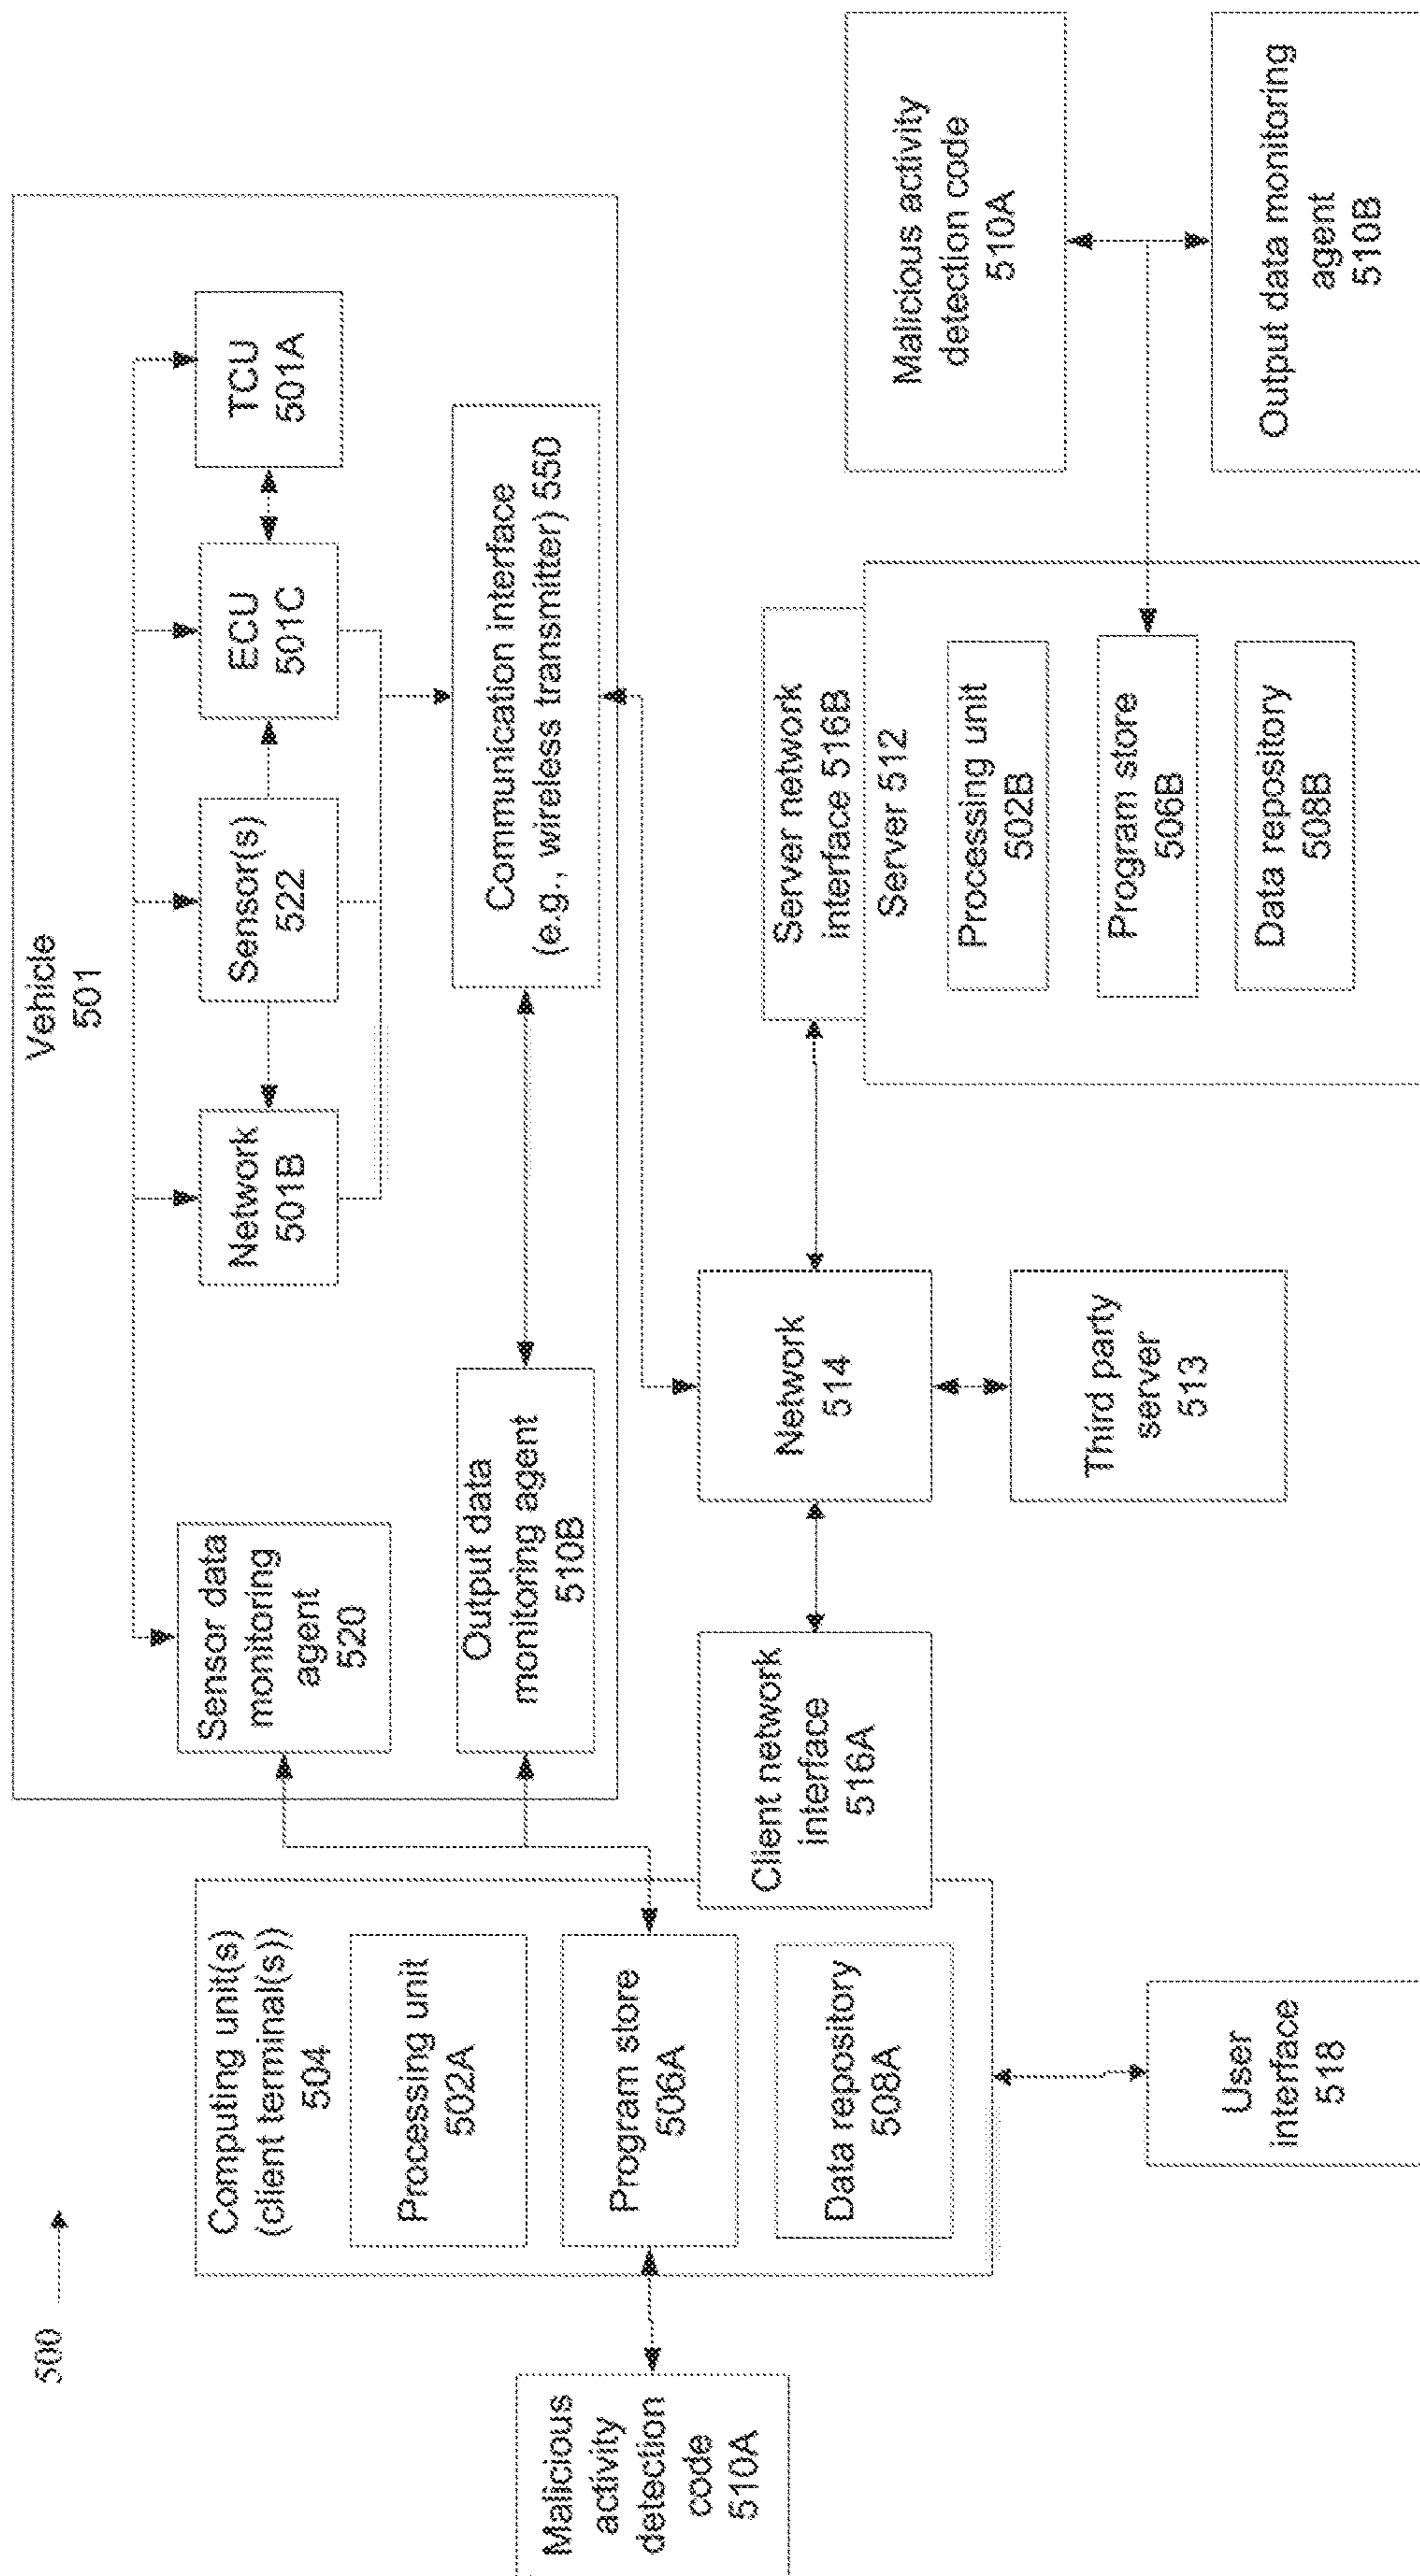 500
Vehicle
501
Sensor data
monitoring
agent
520
Network
501B
Sensor(s)
522
ECU
501C
TCU
501A
Output data
monitoring agent
510B
Communication interface
(e.g., wireless transmitter) 550
Computing unit(s)
(client terminal(s))
504
Processing unit
502A
Program store
506A
Data repository
508A
Malicious
activity
detection
code
510A
Client network
interface
516A
User
interface
518
Network
514
Third party
server
513
Server network
interface 516B
Server 512
Processing unit
502B
Program store
506B
Data repository
508B
Malicious activity
detection code
510A
Output data monitoring
agent
510B